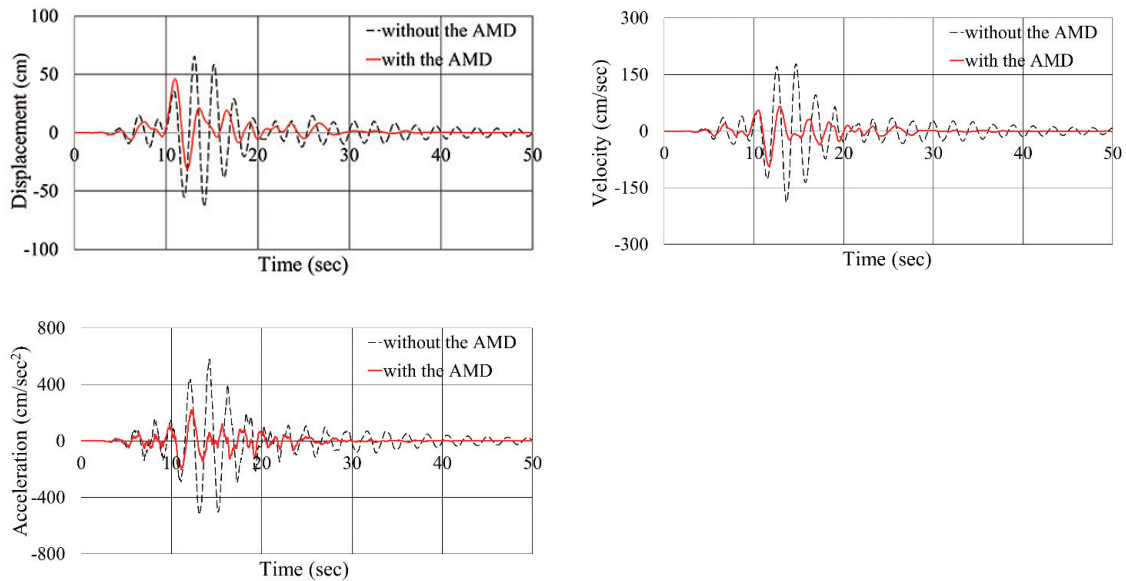 100
50
0
-50
-100
Displacement (cm)
0 10 20 30 40 50
Time (sec)
without the AMD
with the AMD
300
150
0
-150
-300
Velocity (cm/sec)
0 10 20 30 40 50
Time (sec)
without the AMD
with the AMD
800
400
0
-400
-800
Acceleration (cm/sec²)
0 10 20 30 40 50
Time (sec)
without the AMD
with the AMD